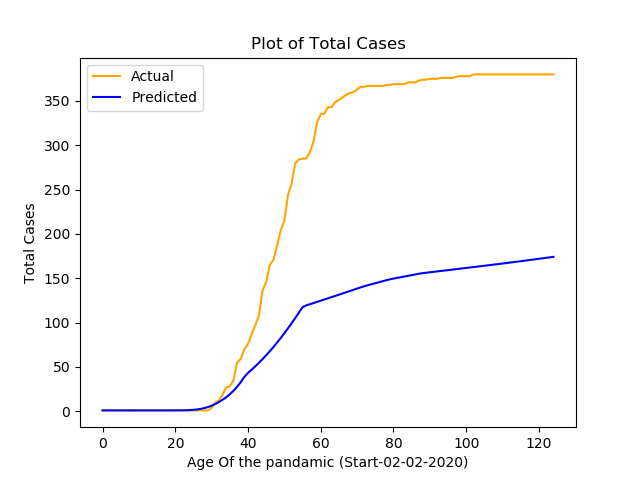 Plot of Total Cases
Actual
Predicted
Total Cases
350
300
250
200
150
100
50
0
0 20 40 60 80 100 120
Age Of the pandamic (Start-02-02-2020)